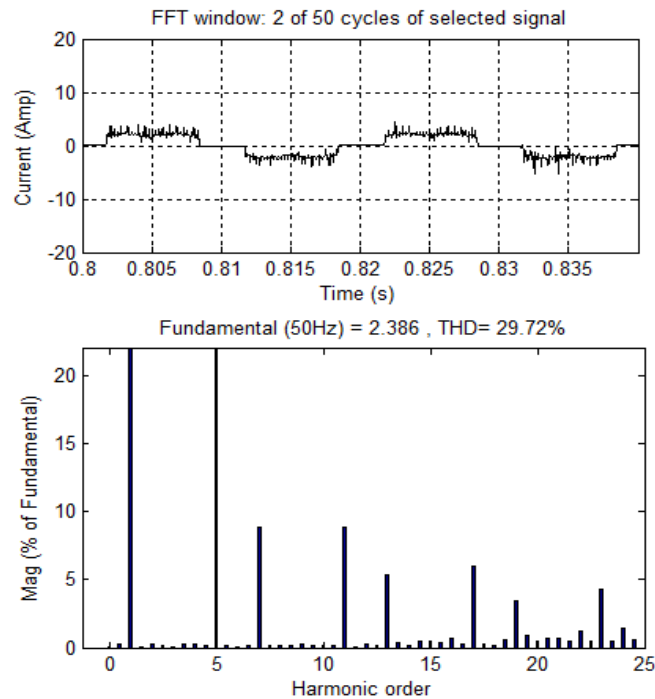 FFT window: 2 of 50 cycles of selected signal
20
10
0
-10
-20
Current (Amp)
0.8 0.805 0.81 0.815 0.82 0.825 0.83 0.835
Time (s)
Fundamental (50Hz) = 2.386 , THD= 29.72%
20
15
10
5
0
Mag (% of Fundamental)
0 5 10 15 20 25
Harmonic order